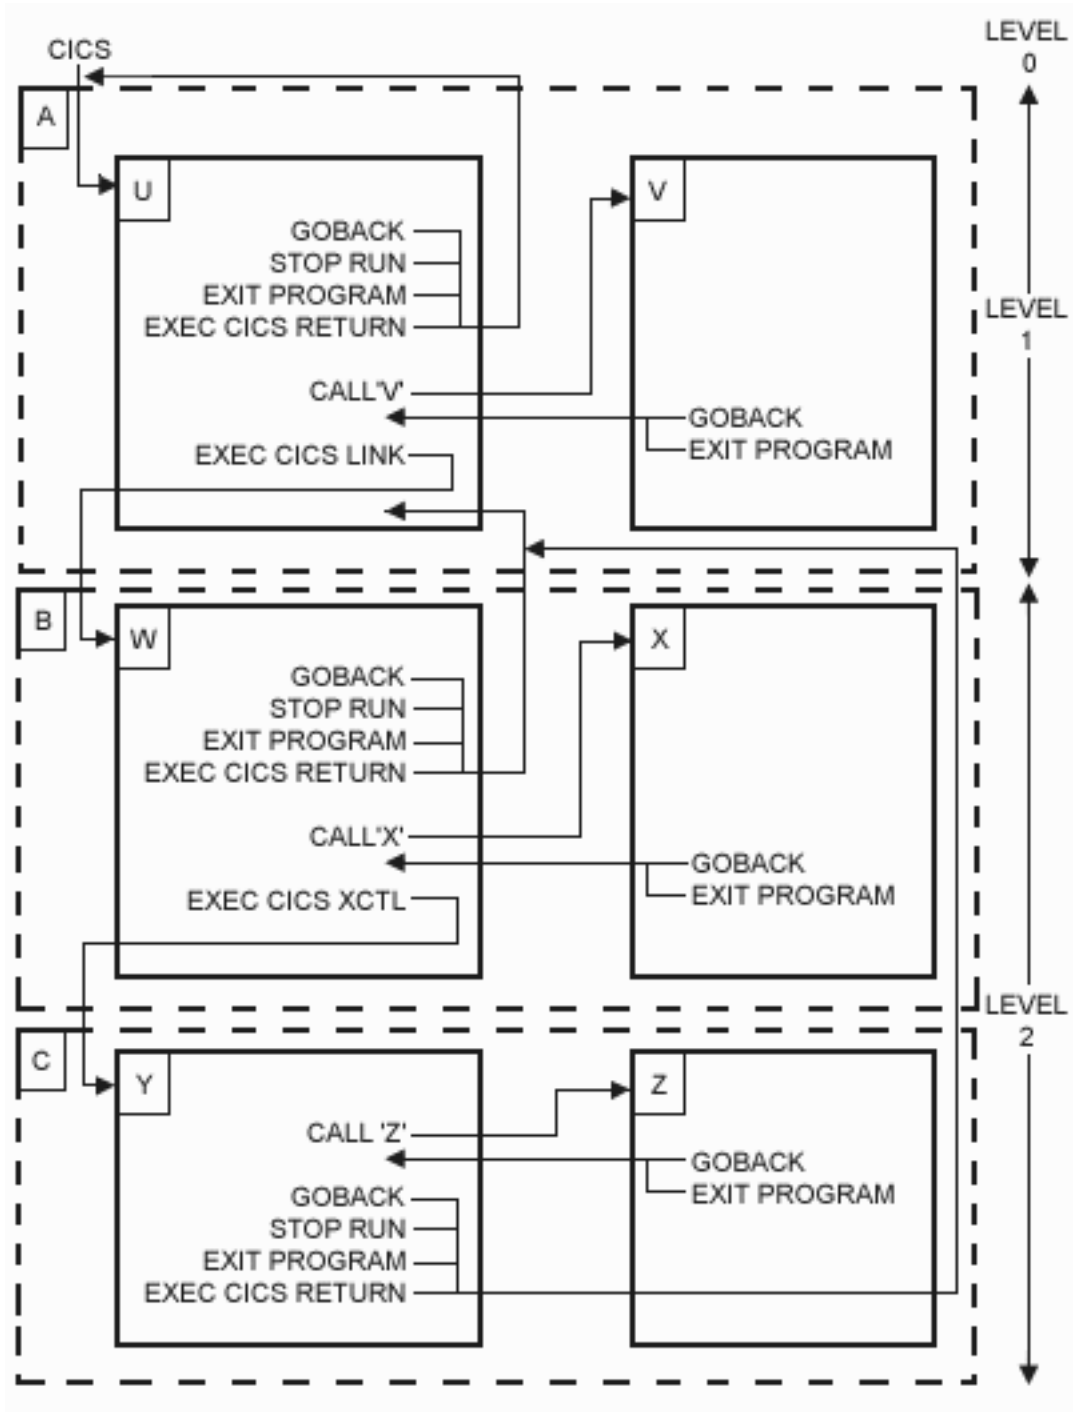 LEVEL
0
CICS
A
U
V
GOBACK
STOP RUN
EXIT PROGRAM
EXEC CICS RETURN
LEVEL
1
CALL'V'
GOBACK
EXEC CICS LINK
EXIT PROGRAM
B
W
X
GOBACK
STOP RUN
EXIT PROGRAM
EXEC CICS RETURN
CALL'X'
GOBACK
EXEC CICS XCTL
EXIT PROGRAM
LEVEL
2
C
Y
Z
CALL 'Z'
GOBACK
EXIT PROGRAM
GOBACK
STOP RUN
EXIT PROGRAM
EXEC CICS RETURN